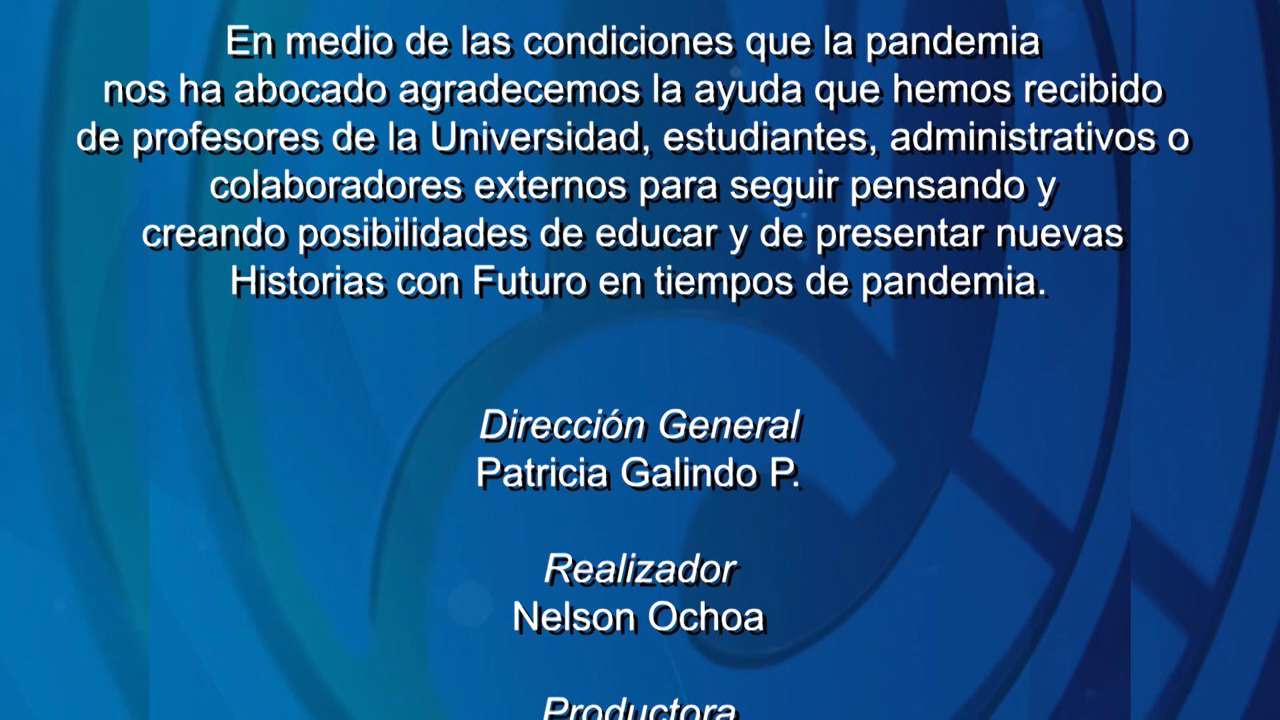 En medio de las condiciones que la pandemia
nos ha abocado agradecemos la ayuda que hemos recibido
de profesores de la Universidad, estudiantes, administrativos o
colaboradores externos para seguir pensando y
creando posibilidades de educar y de presentar nuevas
Historias con Futuro en tiempos de pandemia.
Dirección General
Patricia Galindo P.
Realizador
Nelson Ochoa
Productora